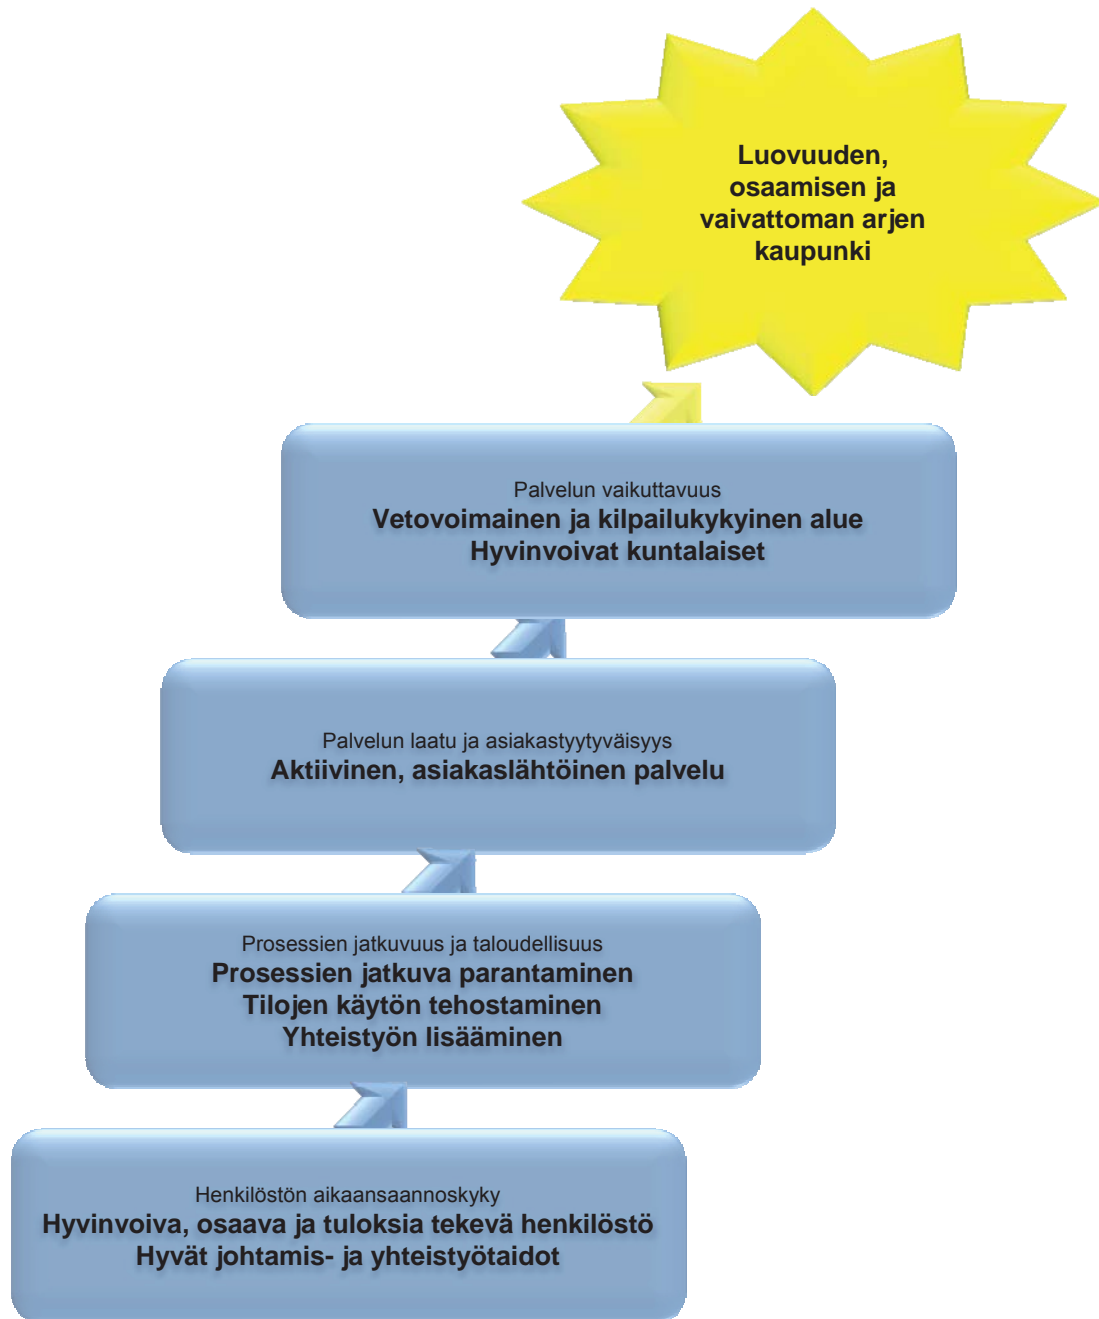 Luovuuden,
osaamisen ja
vaivattoman arjen
kaupunki
Palvelun vaikuttavuus
Vetovoimainen ja kilpailukykyinen alue
Hyvinvoivat kuntalaiset
Palvelun laatu ja asiakastyytyväisyys
Aktiivinen, asiakaslähtöinen palvelu
Prosessien jatkuvuus ja taloudellisuus
Prosessien jatkuva parantaminen
Tilojen käytön tehostaminen
Yhteistyön lisääminen
Henkilöstön aikaansaannoskyky
Hyvinvoiva, osaava ja tuloksia tekevä henkilöstö
Hyvät johtamis- ja yhteistyötaidot